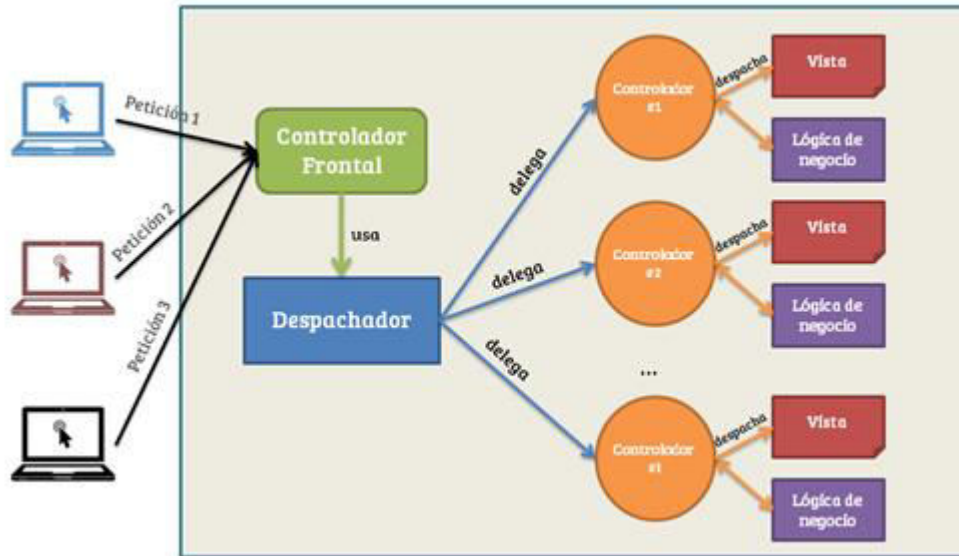 Petición 1
Petición 2
Petición 3
Controlador
Frontal
usa
Despachador
delega
delega
delega
Controlador
#1
despacha
Vista
Lógica de
negocio
Controlador
#2
despacha
Vista
Lógica de
negocio
...
Controlador
#1
despacha
Vista
Lógica de
negocio